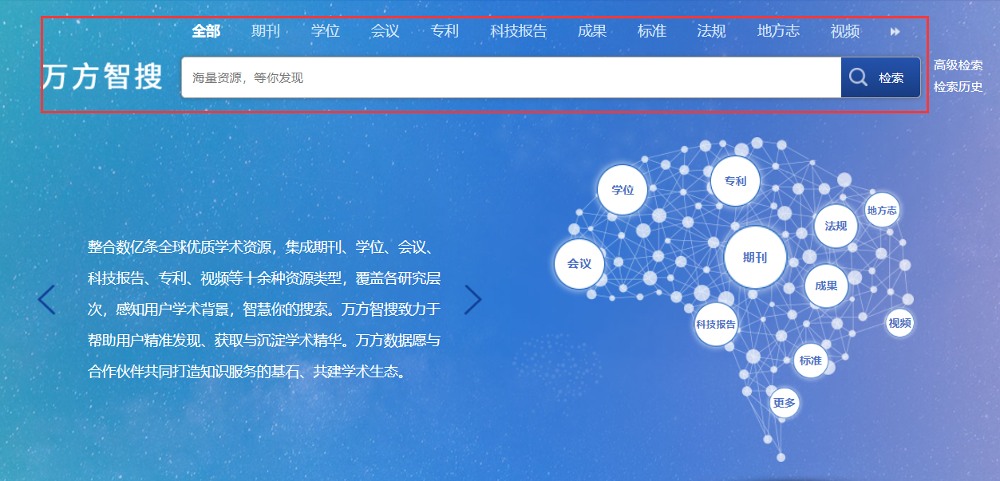 全部 期刊 学位 会议 专利 科技报告 成果 标准 法规 地方志 视频
万方智搜
海量资源，等你发现
检索
高级检索
检索历史
整合数亿条全球优质学术资源，集成期刊、学位、会议、
科技报告、专利、视频等十余种资源类型，覆盖各研究层
次，感知用户学术背景，智慧你的搜索。万方智搜致力于
帮助用户精准发现、获取与沉淀学术精华。万方数据愿与
合作伙伴共同打造知识服务的基石、共建学术生态。
学位
专利
地方志
法规
期刊
会议
成果
科技报告
视频
标准
更多